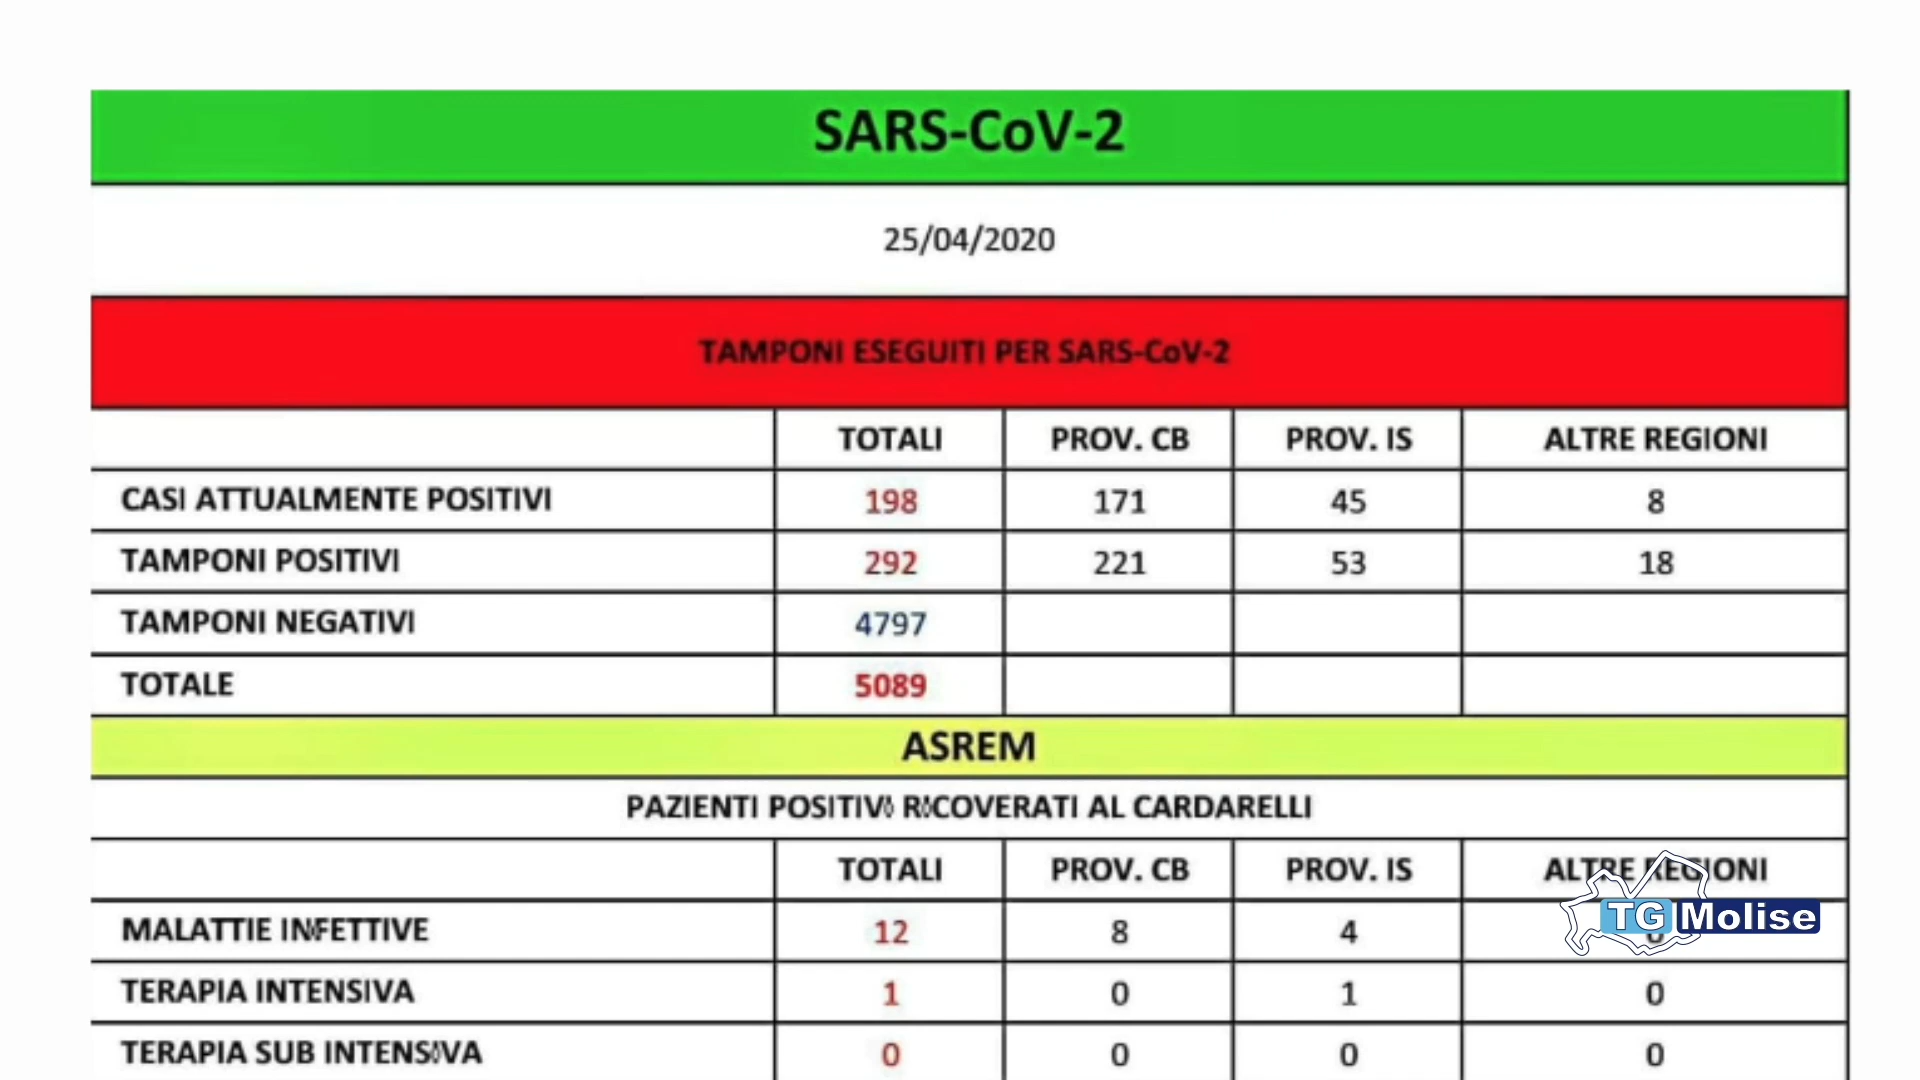 SARS-CoV-2
25/04/2020
TAMPONI ESEGUITI PER SARS-CoV-2
TOTALI PROV. CB PROV. IS ALTRE REGIONI
CASI ATTUALMENTE POSITIVI 198 171 45 8
TAMPONI POSITIVI 292 221 53 18
TAMPONI NEGATIVI 4797
TOTALE 5089
ASREM
PAZIENTI POSITIVI RICOVERATI AL CARDARELLI
TOTALI PROV. CB PROV. IS ALTRE REGIONI
MALATTIE INFETTIVE 12 8 4
TG Molise
TERAPIA INTENSIVA 1 0 1 0
TERAPIA SUB INTENSIVA 0 0 0 0